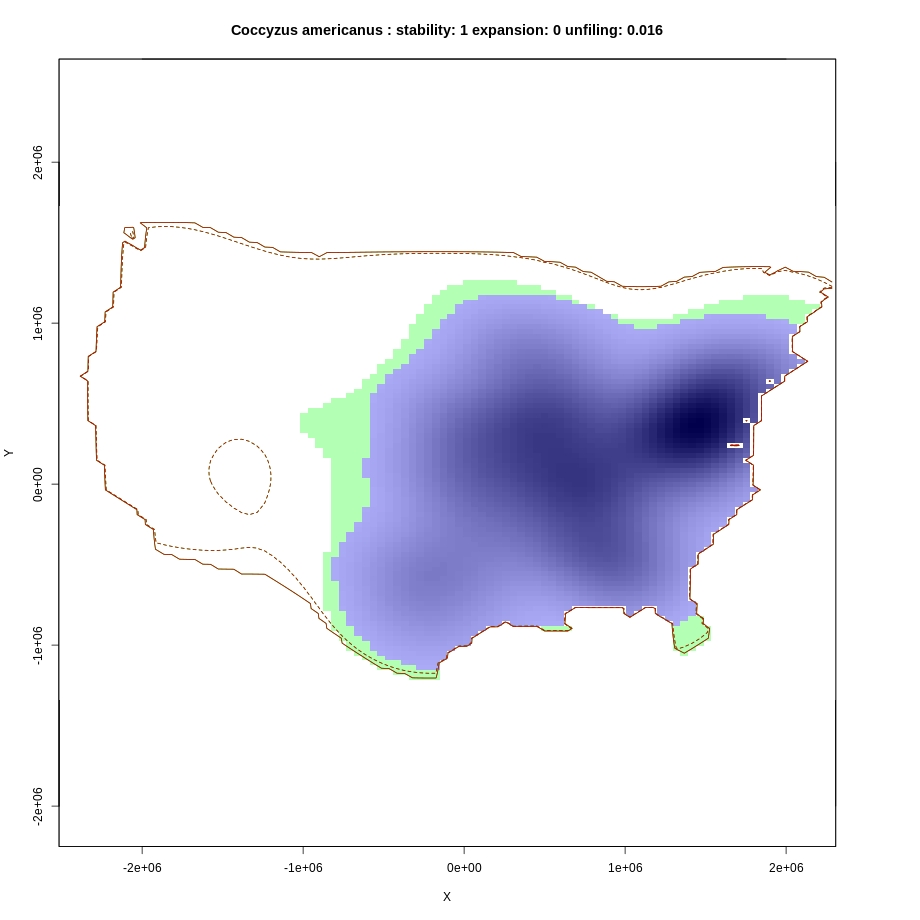 Coccyzus americanus : stability: 1 expansion: 0 unfiling: 0.016
2e+06
1e+06
0e+00
-1e+06
-2e+06
Y
-2e+06 -1e+06 0e+00 1e+06 2e+06
X